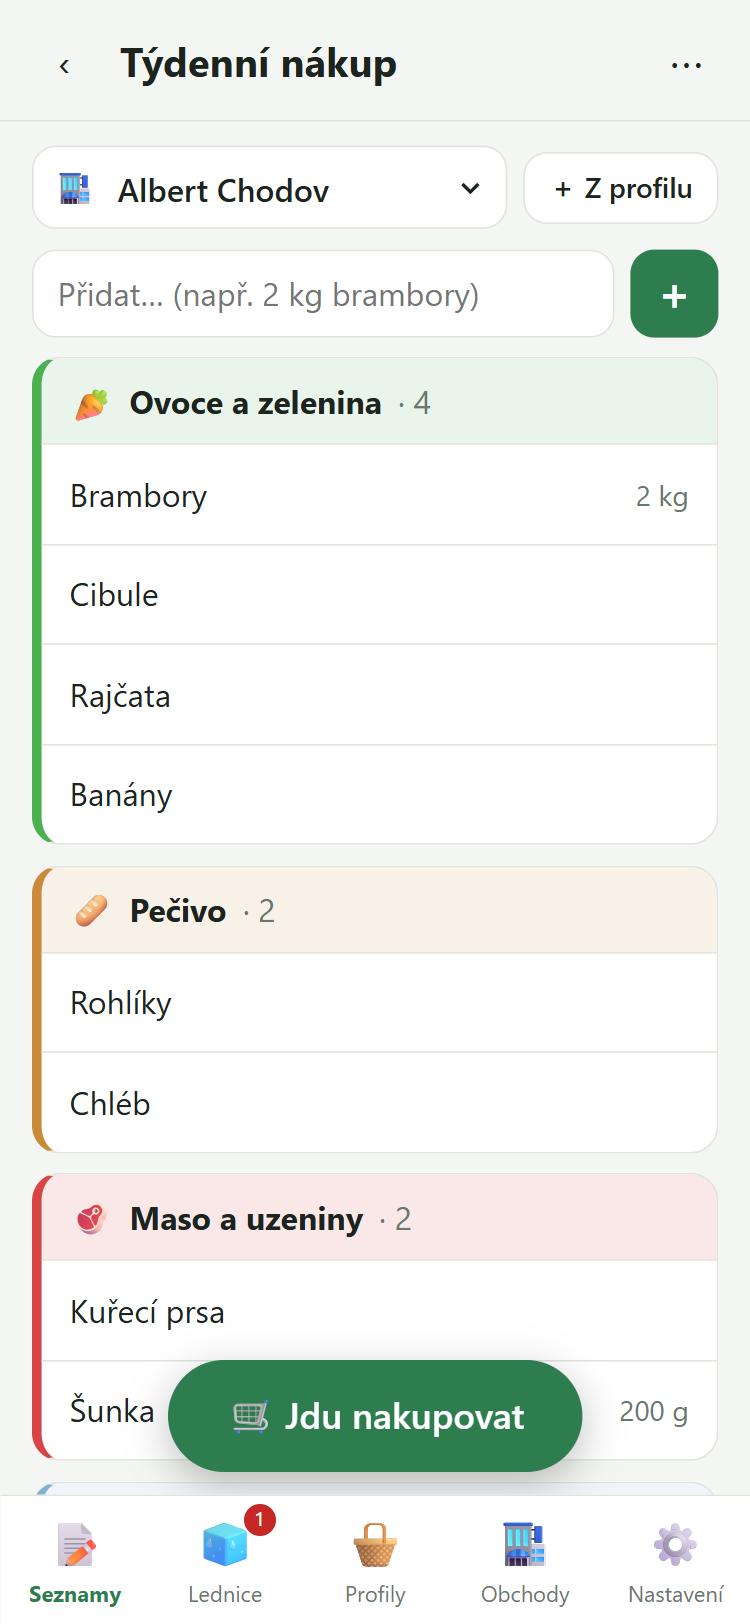 ‹ Týdenní nákup ...
Albert Chodov
+ Z profilu
Přidat... (např. 2 kg brambory)
+
Ovoce a zelenina · 4
Brambory 2 kg
Cibule
Rajčata
Banány
Pečivo · 2
Rohlíky
Chléb
Maso a uzeniny · 2
Kuřecí prsa
Šunka 200 g
Jdu nakupovat
1
Seznamy Lednice Profily Obchody Nastavení